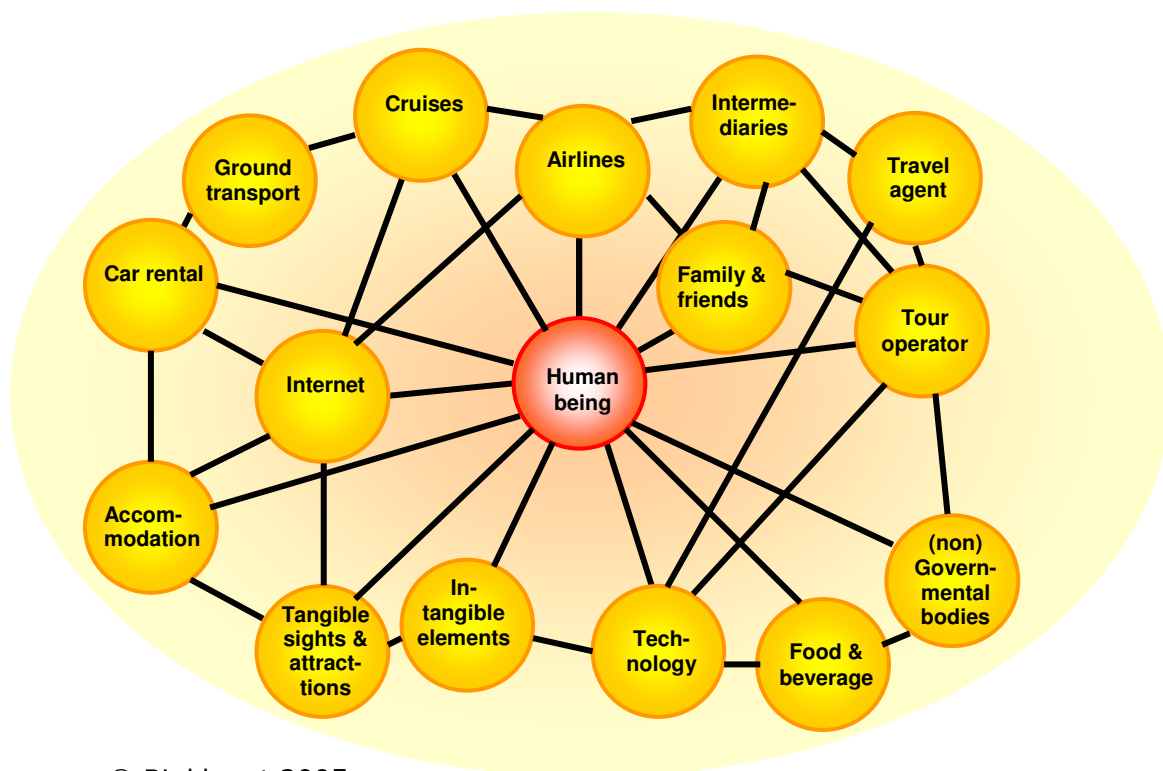 Cruises
Interme-
diaries
Airlines
Ground
transport
Travel
agent
Car rental
Family &
friends
Tour
operator
Internet
Human
being
Accom-
modation
(non)
Govern-
mental
bodies
In-
tangible
elements
Tangible
sights &
attract-
tions
Tech-
nology
Food &
beverage
©